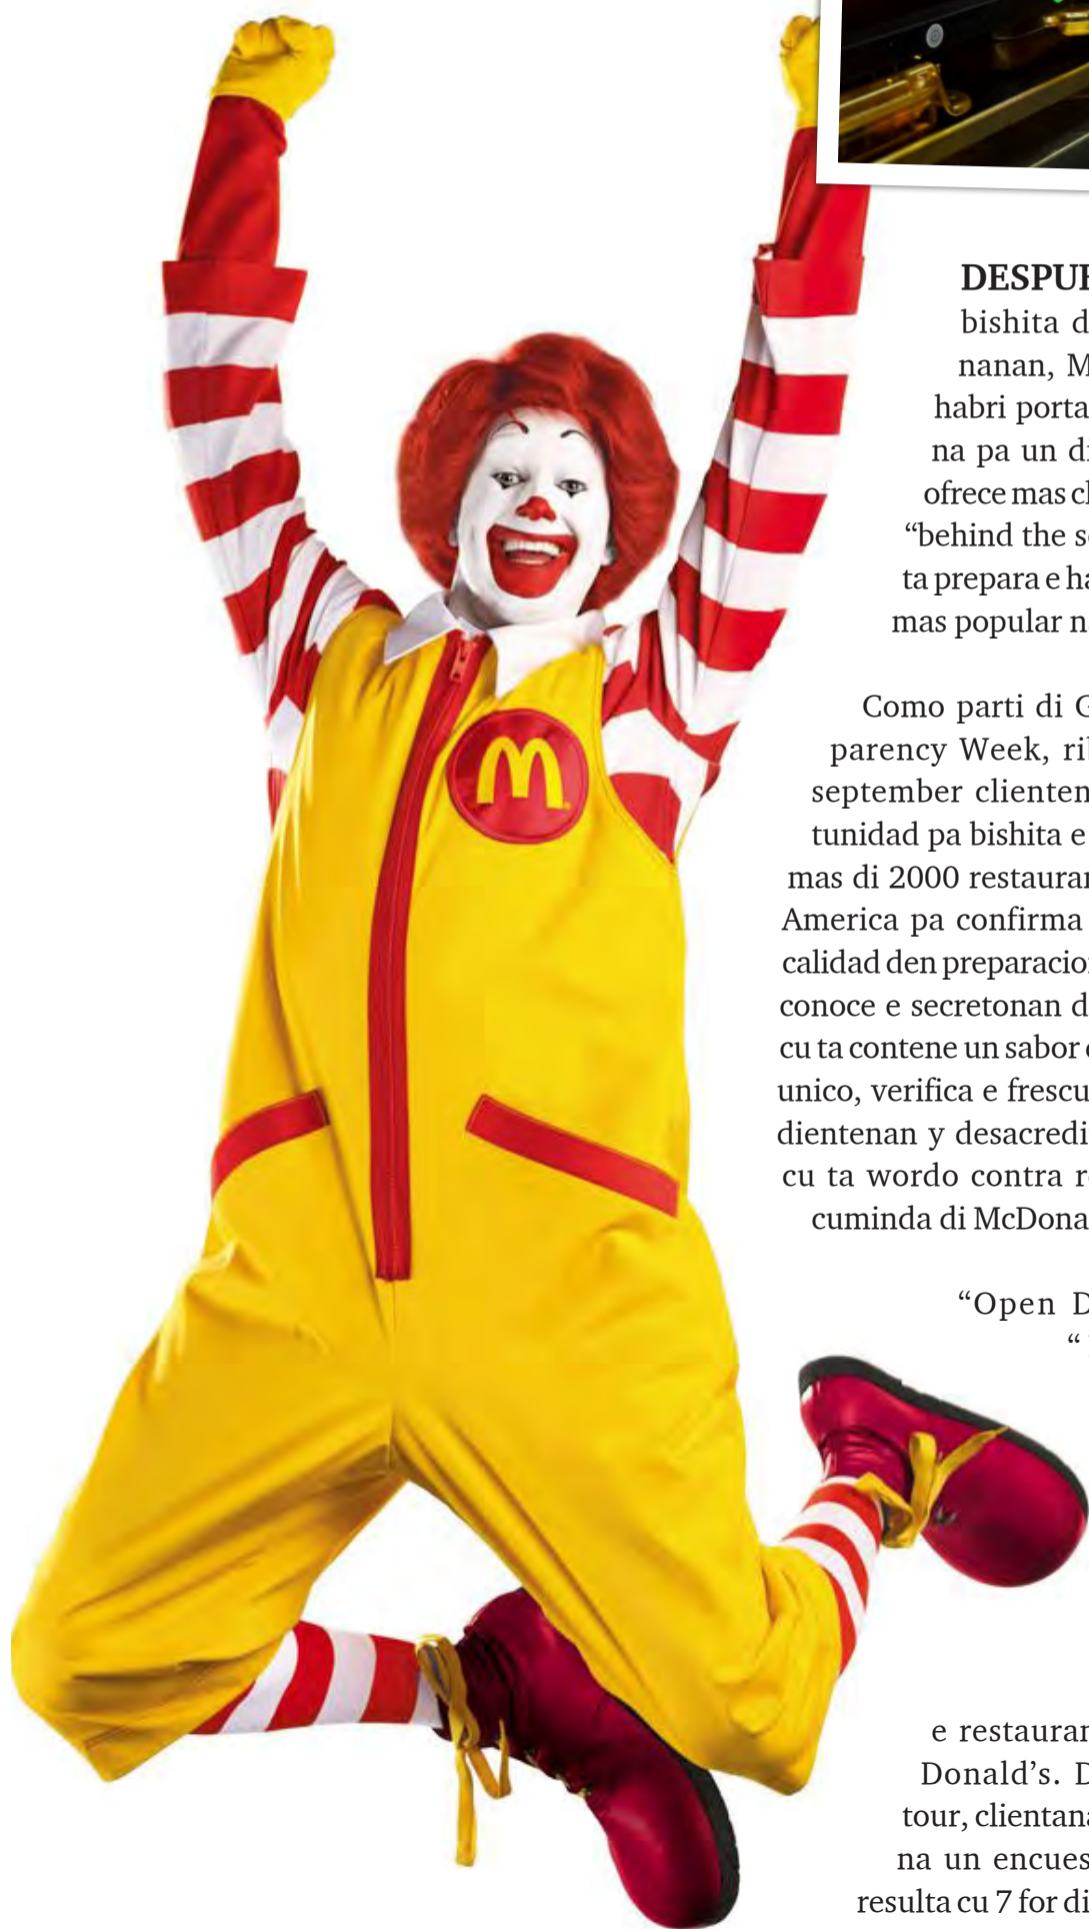 DESPUE
bishita d
nanan, M
habri porta
na pa un di
ofrece mas cl
“behind the s
ta prepara e ha
mas popular n
Como parti di G
parency Week, ri
september clienten
tunidad pa bishita e
mas di 2000 restauran
America pa confirma
calidad den preparacio
conoce e secretonan d
cu ta contene un sabor
unico, verifica e frescu
dientenan y desacredi
cu ta wordo contra r
cuminda di McDona
“Open D
“
e restauran
Donald’s. D
tour, clientana
na un encues
resulta cu 7 for di